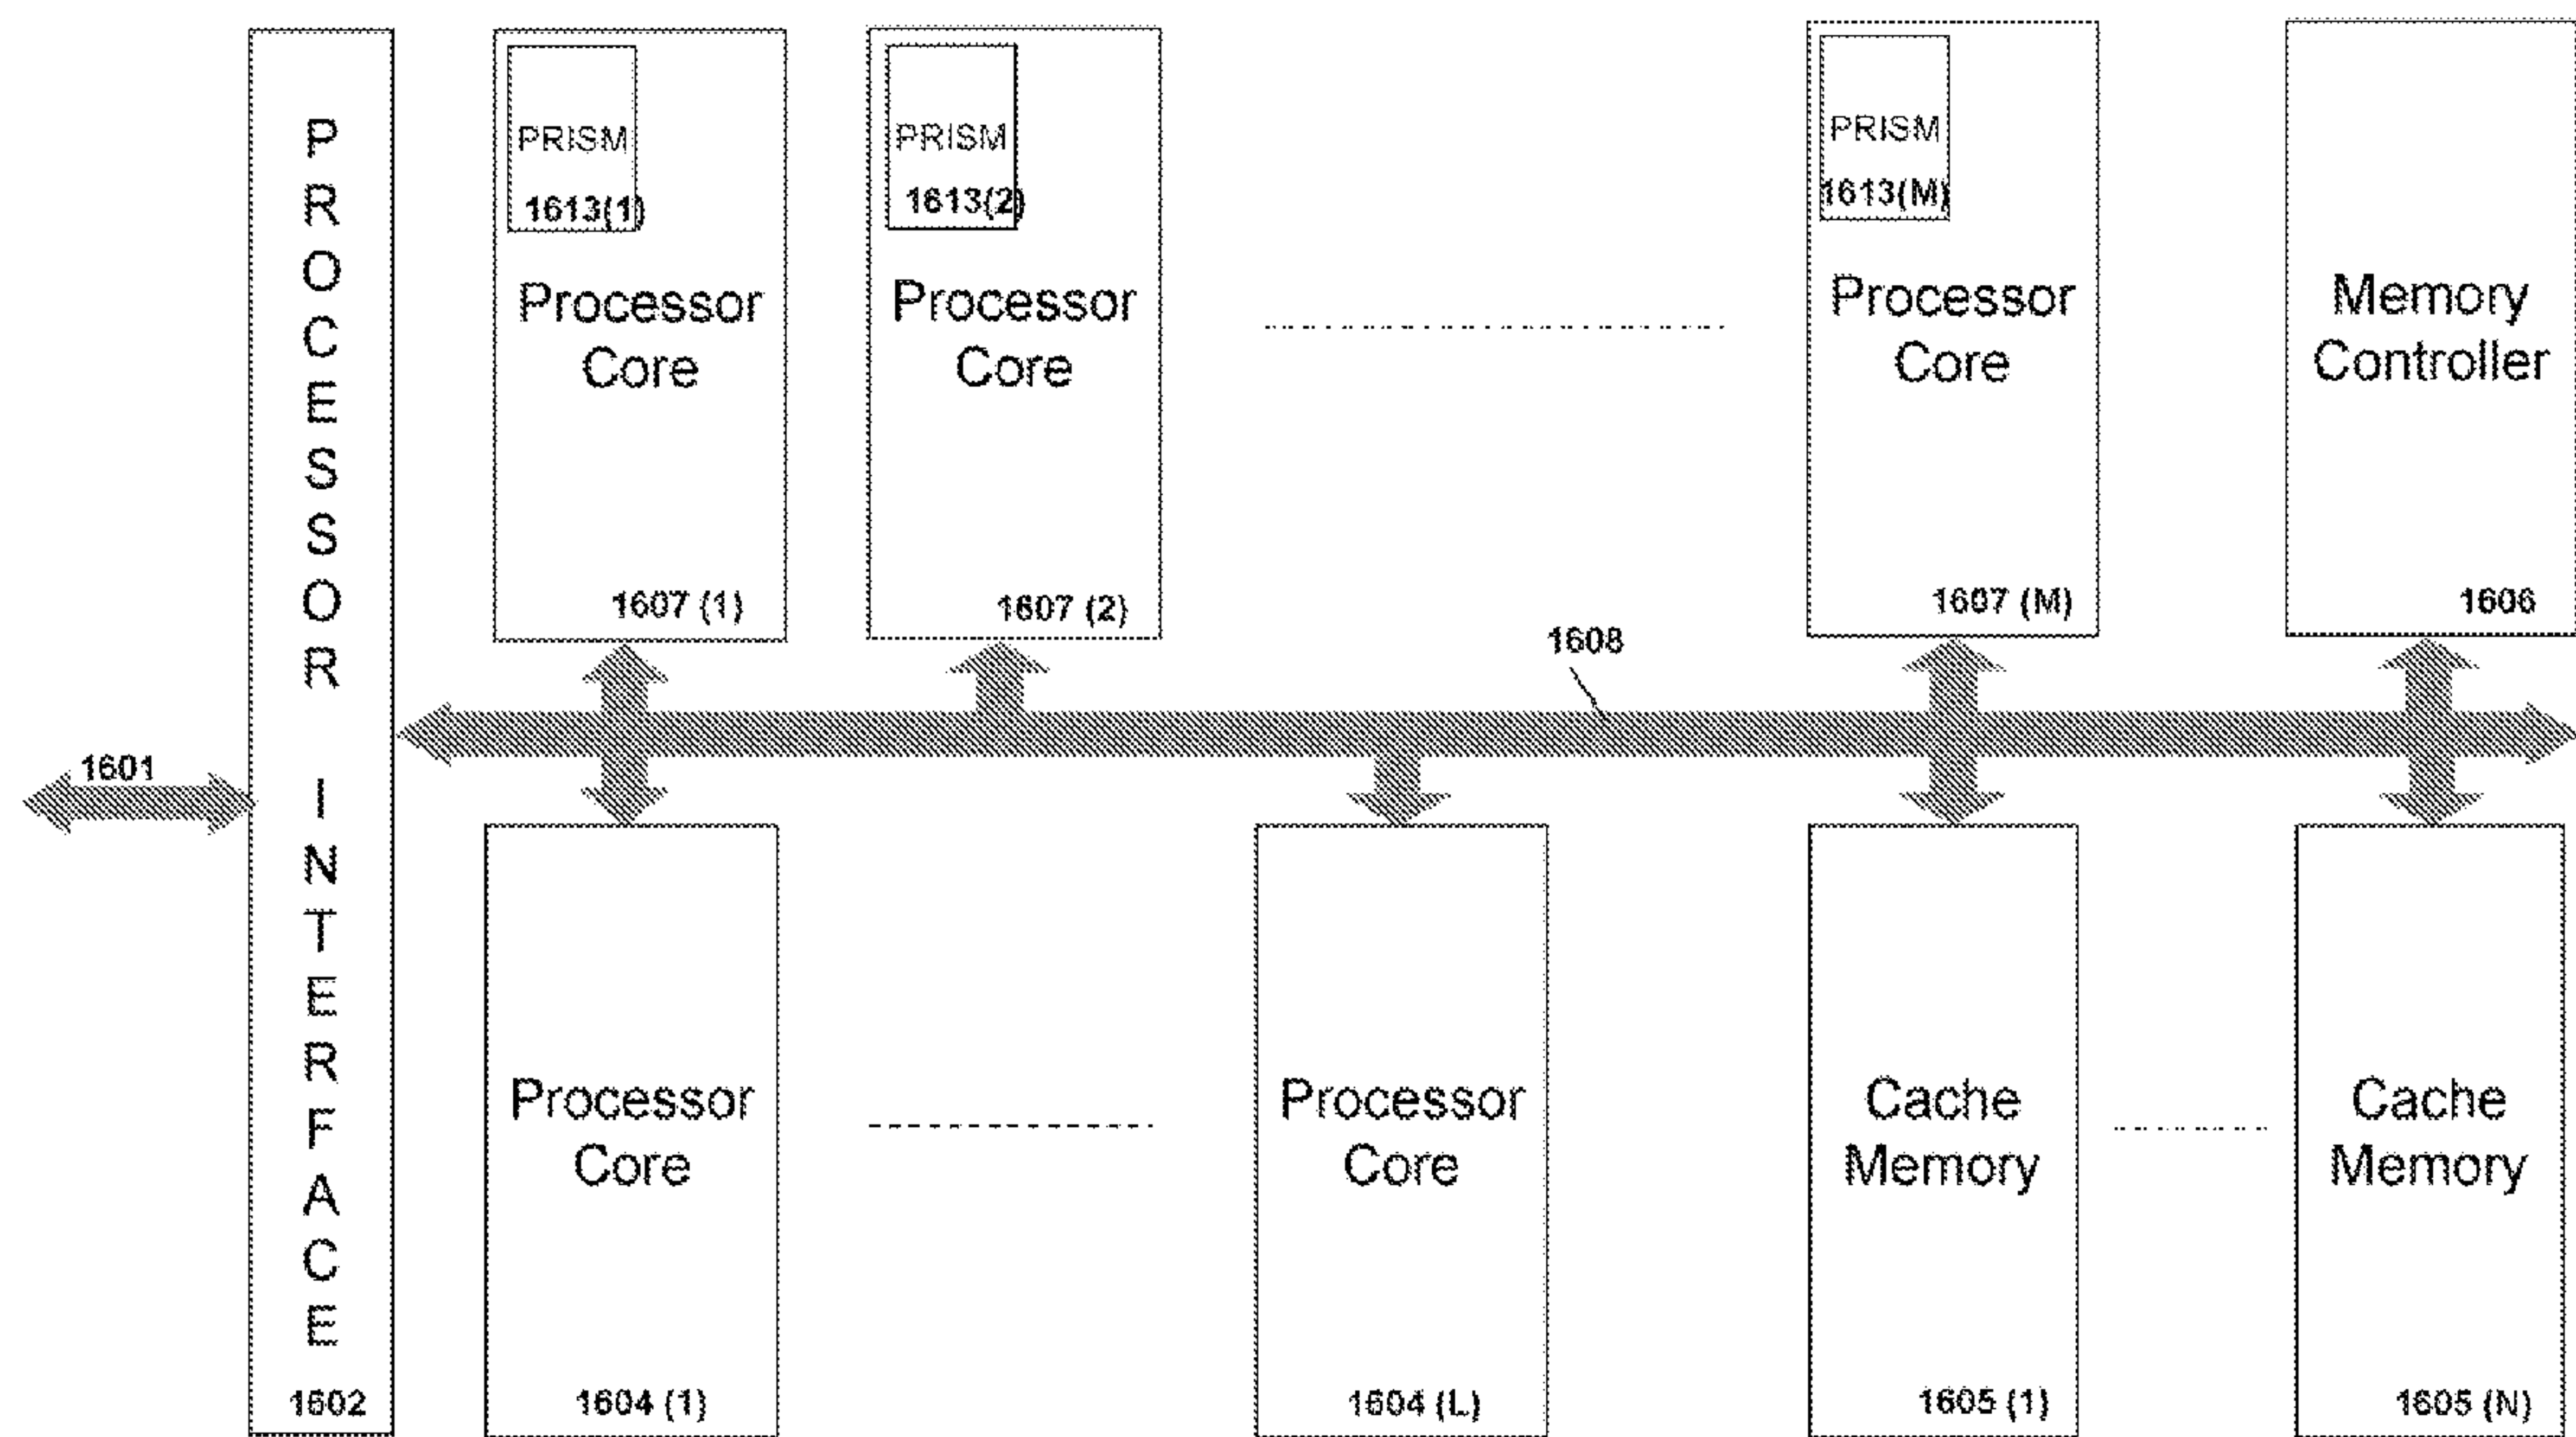 PROCESSOR INTERFACE
1602
1601
PRISM
1613(1)
Processor
Core
1607 (1)
PRISM
1613(2)
Processor
Core
1607 (2)
PRISM
1613(M)
Processor
Core
1607 (M)
Memory
Controller
1606
1608
Processor
Core
1604 (1)
Processor
Core
1604 (L)
Cache
Memory
1605 (1)
Cache
Memory
1605 (N)